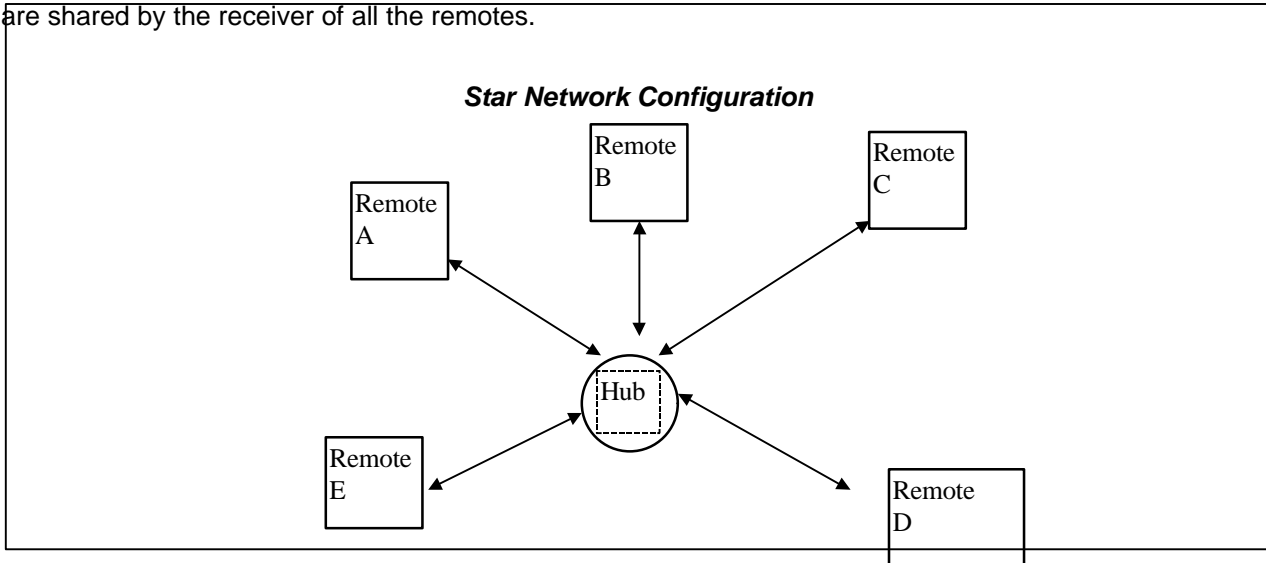 are shared by the receiver of all the remotes.
Star Network Configuration
Remote
B
Remote
C
Remote
A
Hub
Remote
E
Remote
D